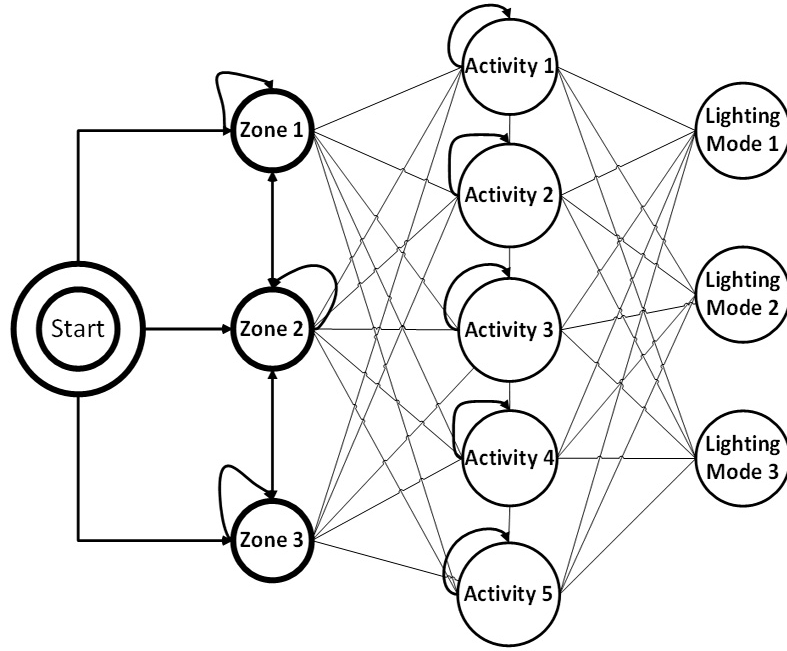 Start
Zone 1
Zone 2
Zone 3
Activity 1
Activity 2
Activity 3
Activity 4
Activity 5
Lighting
Mode 1
Lighting
Mode 2
Lighting
Mode 3